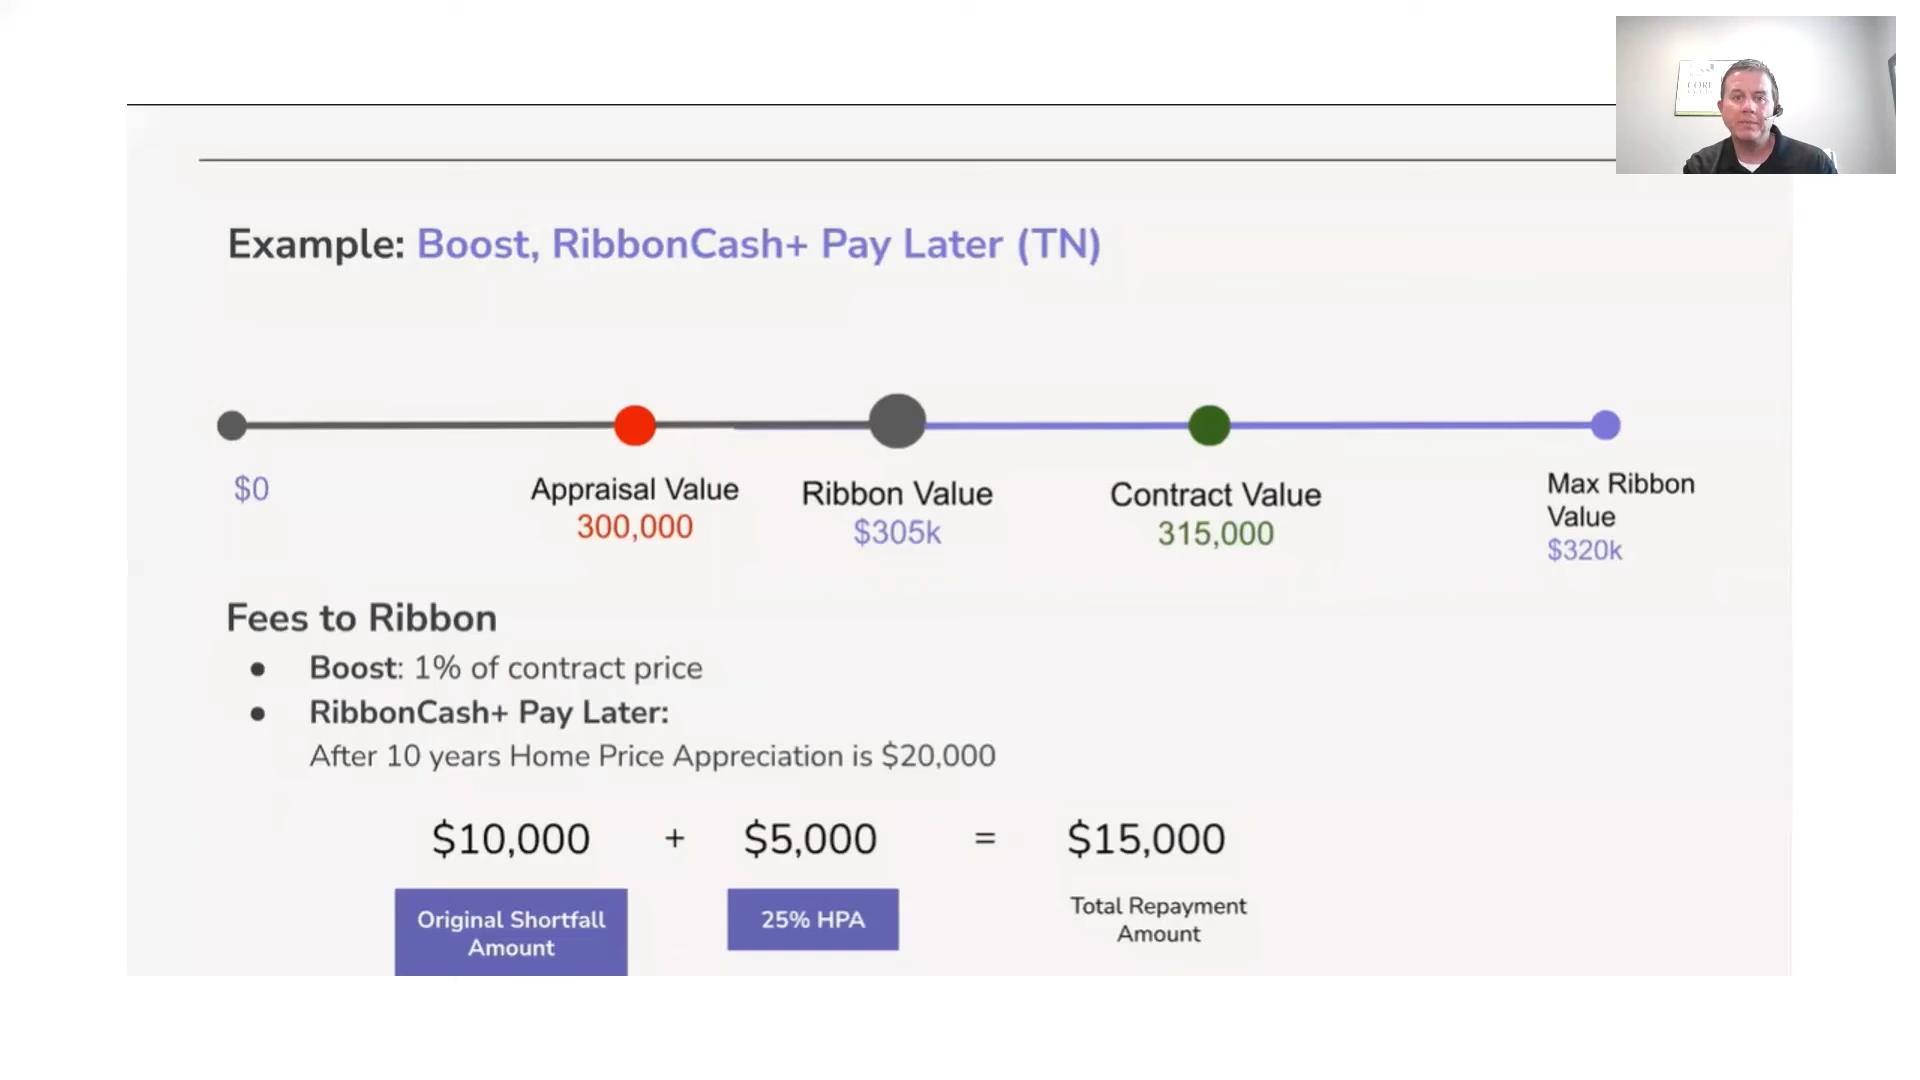 Example: Boost, RibbonCash+ Pay Later (TN)
$0
Appraisal Value
300,000
Ribbon Value
$305k
Contract Value
315,000
Max Ribbon
Value
$320k
Fees to Ribbon
● Boost: 1% of contract price
● RibbonCash+ Pay Later:
After 10 years Home Price Appreciation is $20,000
$10,000 + $5,000 = $15,000
Original Shortfall
Amount
25% HPA
Total Repayment
Amount